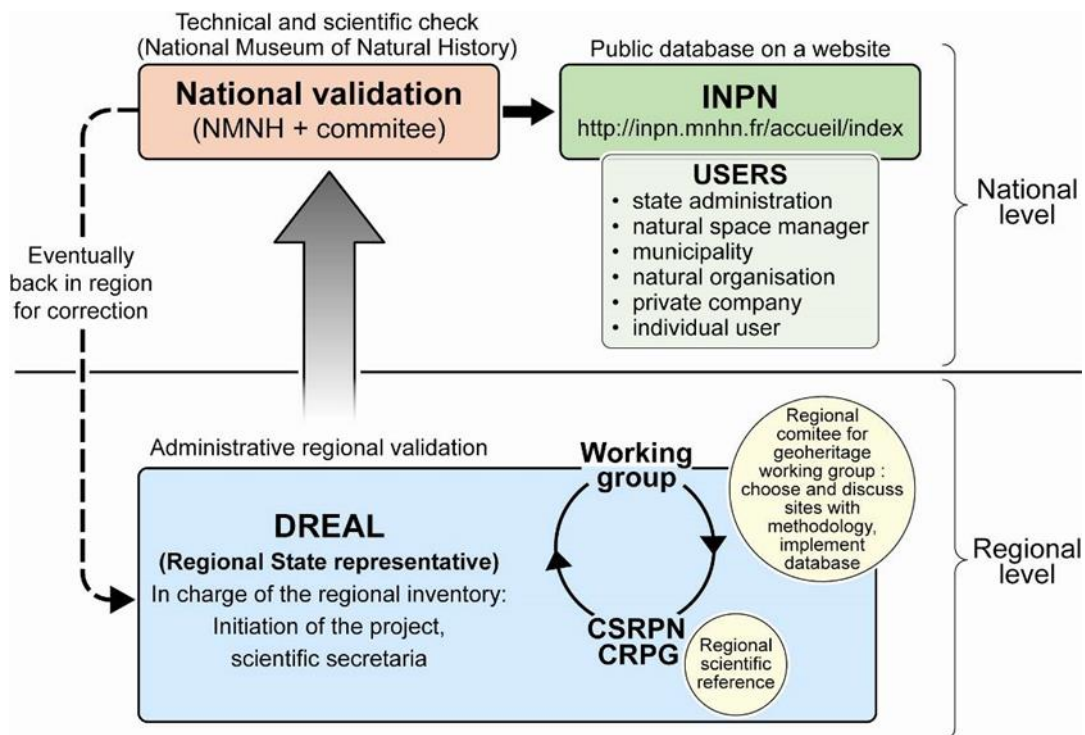 Technical and scientific check
(National Museum of Natural History)
National validation
(NMNH + commitee)
Public database on a website
INPN
http://inpn.mnhn.fr/accueil/index
USERS
• state administration
• natural space manager
• municipality
• natural organisation
• private company
• individual user
National
level
Eventually
back in region
for correction
Administrative regional validation
DREAL
(Regional State representative)
In charge of the regional inventory:
Initiation of the project,
scientific secretaria
Working
group
CSRPN
CRPG
Regional
comitee for
geoheritage
working group :
choose and discuss
sites with
methodology,
implement
database
Regional
scientific
reference
Regional
level